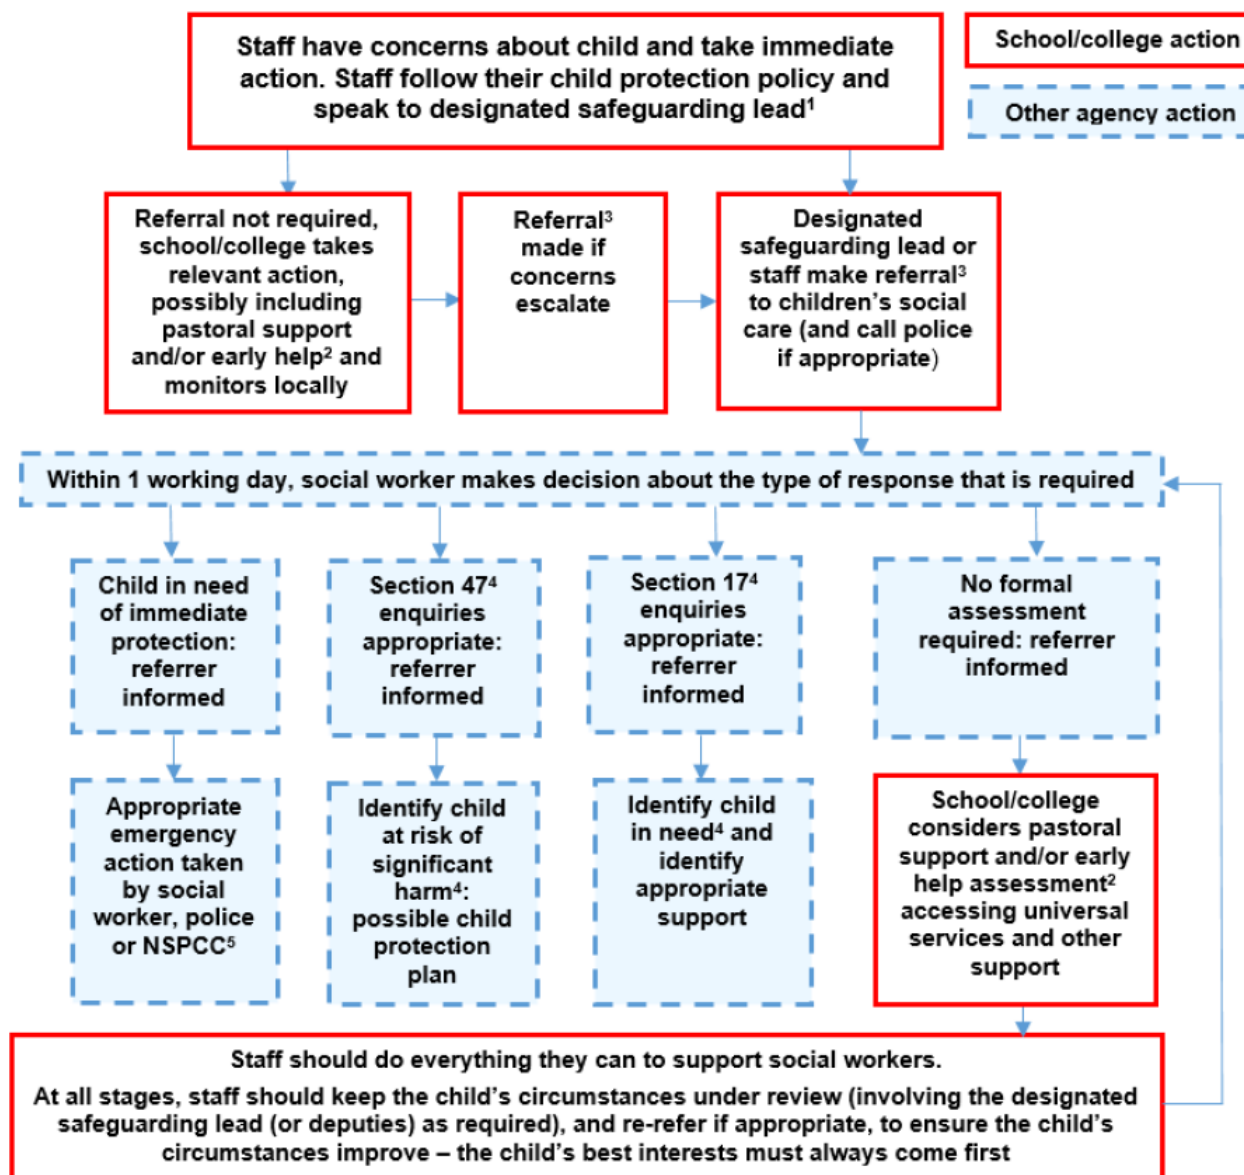 Staff have concerns about child and take immediate
action. Staff follow their child protection policy and
speak to designated safeguarding lead¹
School/college action
Other agency action
Referral not required,
school/college takes
relevant action,
possibly including
pastoral support
and/or early help² and
monitors locally
Referral³
made if
concerns
escalate
Designated
safeguarding lead or
staff make referral³
to children’s social
care (and call police
if appropriate)
Within 1 working day, social worker makes decision about the type of response that is required
Child in need
of immediate
protection:
referrer
informed
Section 47⁴
enquiries
appropriate:
referrer
informed
Section 17⁴
enquiries
appropriate:
referrer
informed
No formal
assessment
required: referrer
informed
Appropriate
emergency
action taken
by social
worker, police
or NSPCC⁵
Identify child
at risk of
significant
harm⁴:
possible child
protection
plan
Identify child
in need⁴ and
identify
appropriate
support
School/college
considers pastoral
support and/or early
help assessment²
accessing universal
services and other
support
Staff should do everything they can to support social workers.
At all stages, staff should keep the child’s circumstances under review (involving the designated
safeguarding lead (or deputies) as required), and re-refer if appropriate, to ensure the child’s
circumstances improve – the child’s best interests must always come first